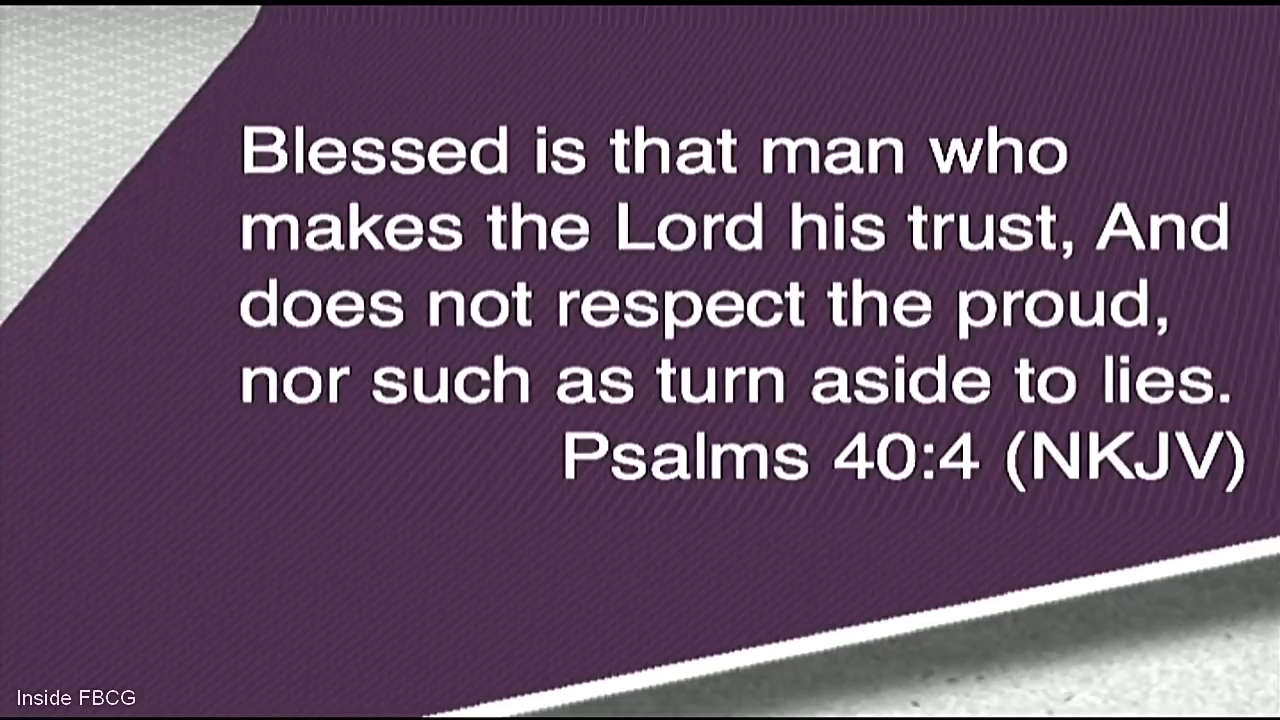 Blessed is that man who
makes the Lord his trust, And
does not respect the proud,
nor such as turn aside to lies.
Psalms 40:4 (NKJV)
Inside FBCG